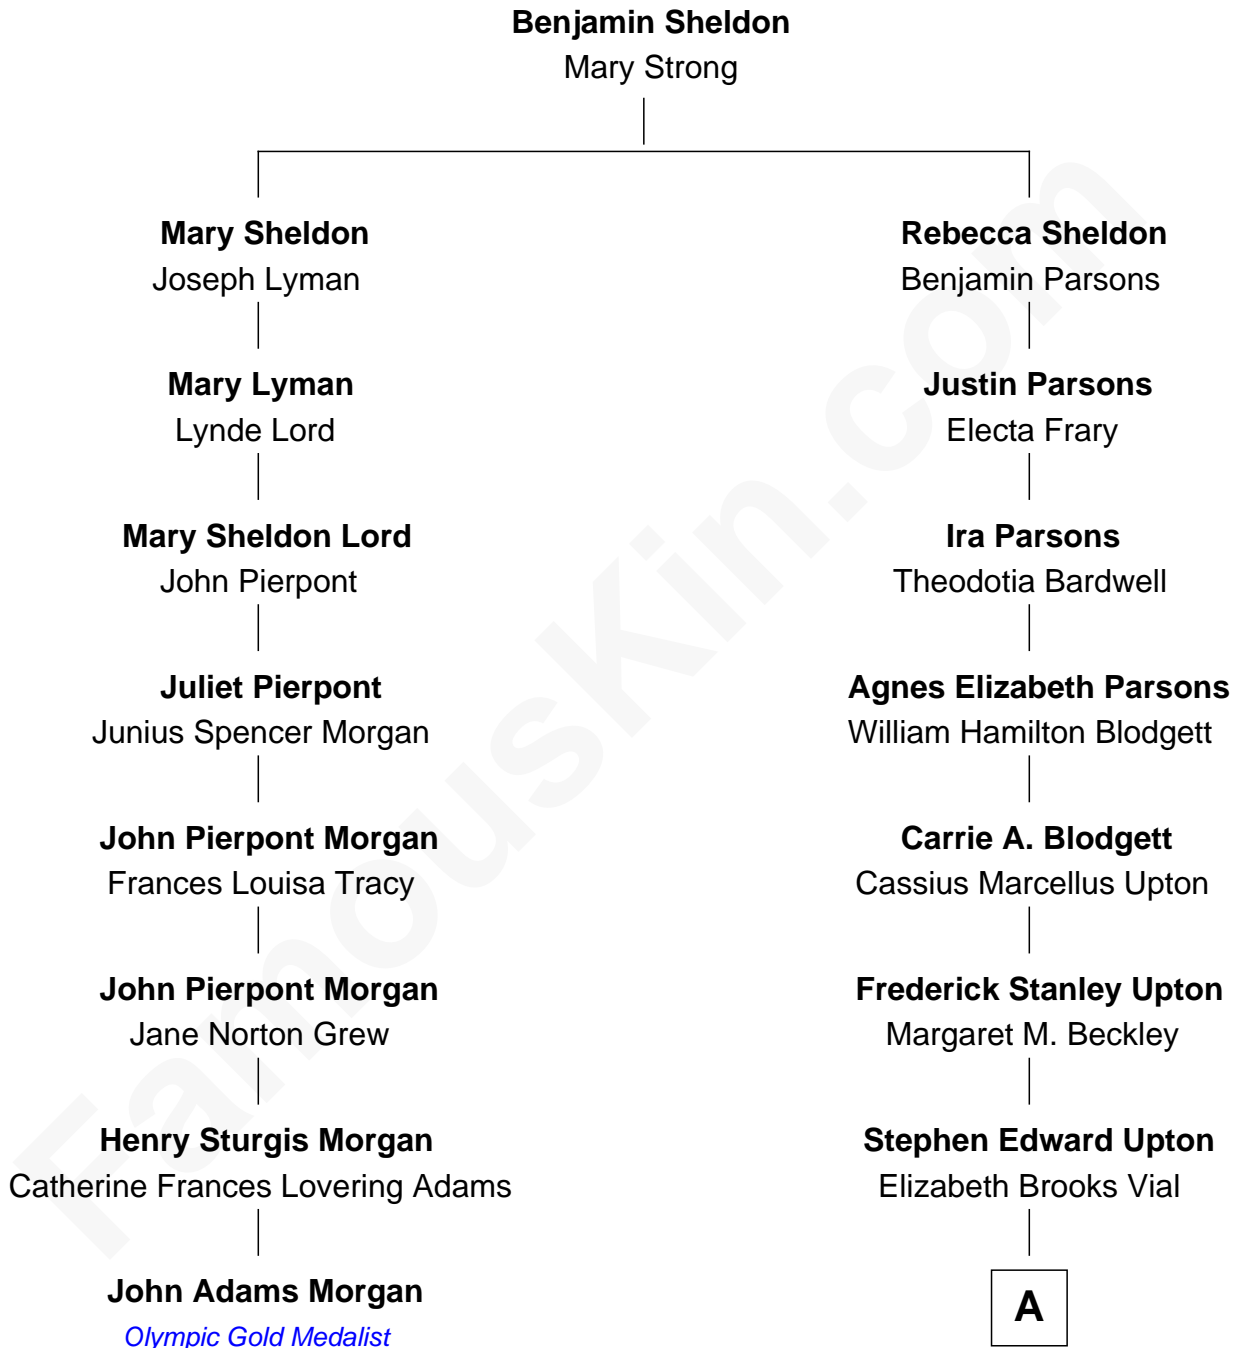 Benjamin Sheldon
Mary Strong
Mary Sheldon
Joseph Lyman
Rebecca Sheldon
Benjamin Parsons
Mary Lyman
Lynde Lord
Justin Parsons
Electa Frary
Mary Sheldon Lord
John Pierpont
Ira Parsons
Theodotia Bardwell
Juliet Pierpont
Junius Spencer Morgan
Agnes Elizabeth Parsons
William Hamilton Blodgett
John Pierpont Morgan
Frances Louisa Tracy
Carrie A. Blodgett
Cassius Marcellus Upton
John Pierpont Morgan
Jane Norton Grew
Frederick Stanley Upton
Margaret M. Beckley
Henry Sturgis Morgan
Catherine Frances Lovering Adams
Stephen Edward Upton
Elizabeth Brooks Vial
John Adams Morgan
Olympic Gold Medalist
A
FamousKin.com